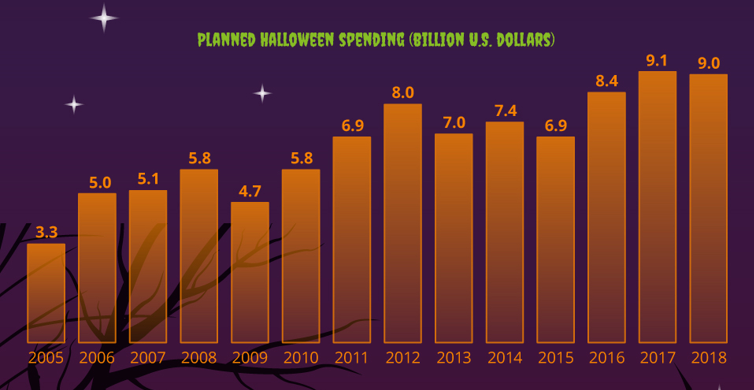 PLANNED HALLOWEEN SPENDING (BILLION U.S. DOLLARS)
3.3 5.0 5.1 5.8 4.7 5.8 6.9 8.0 7.0 7.4 6.9 8.4 9.1 9.0
2005 2006 2007 2008 2009 2010 2011 2012 2013 2014 2015 2016 2017 2018